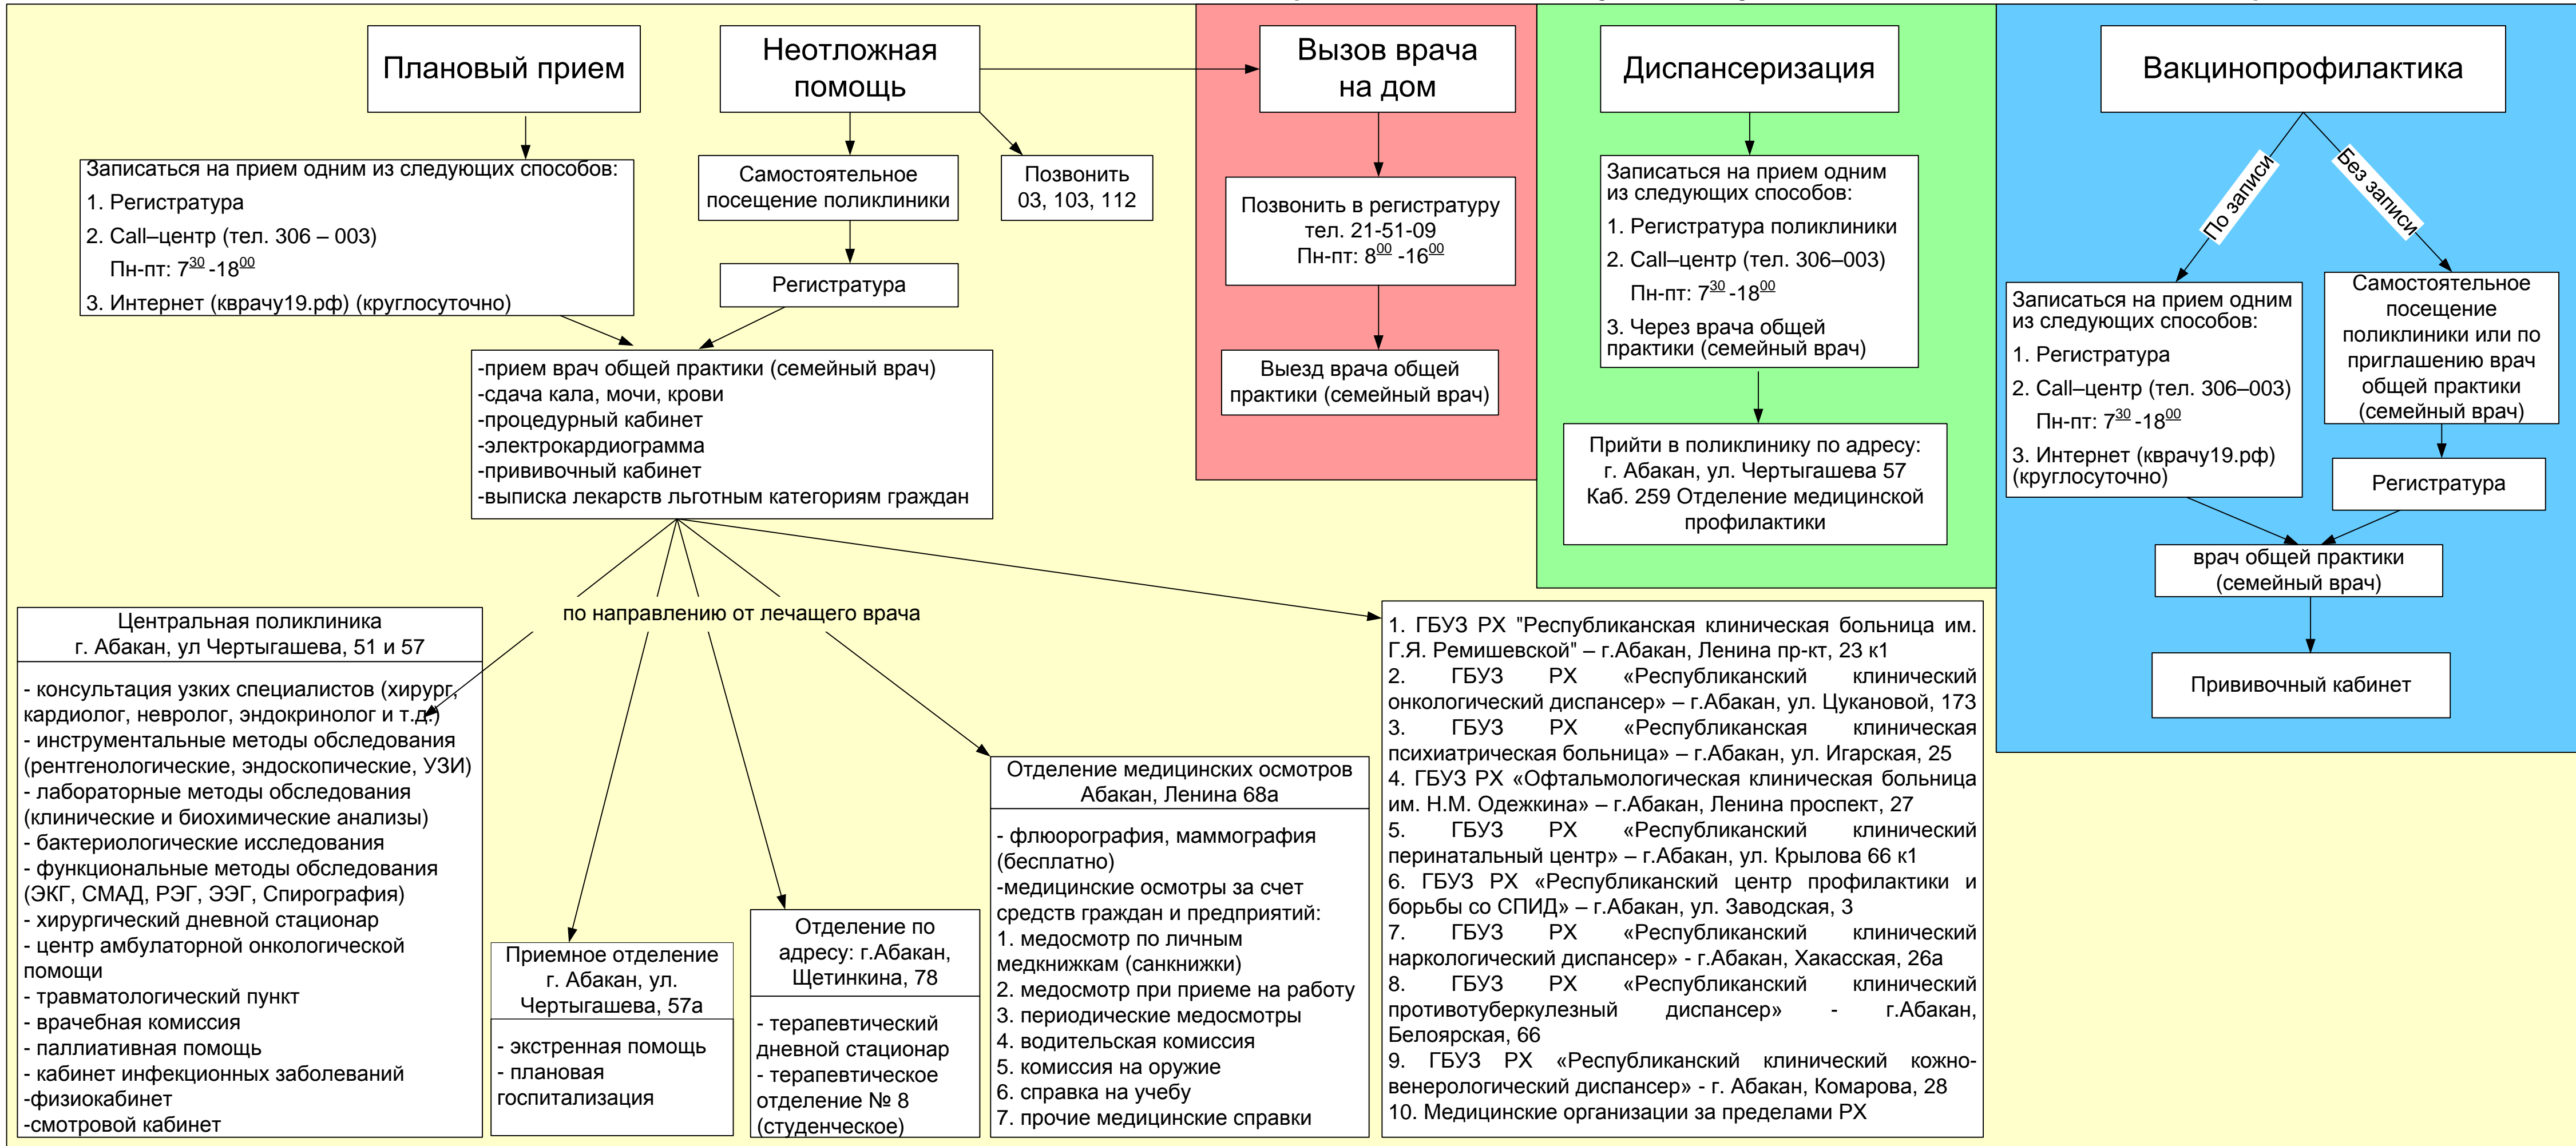 Плановый прием
Записаться на прием одним из следующих способов:
1. Регистратура
2. Call–центр (тел. 306 – 003)
Пн-пт: 7³⁰ -18⁰⁰
3. Интернет (кврачу19.рф) (круглосуточно)
Неотложная
помощь
Самостоятельное
посещение поликлиники
Регистратура
Позвонить
03, 103, 112
-прием врач общей практики (семейный врач)
-сдача кала, мочи, крови
-процедурный кабинет
-электрокардиограмма
-прививочный кабинет
-выписка лекарств льготным категориям граждан
по направлению от лечащего врача
Центральная поликлиника
г. Абакан, ул Чертыгашева, 51 и 57
- консультация узких специалистов (хирург,
кардиолог, невролог, эндокринолог и т.д.)
- инструментальные методы обследования
(рентгенологические, эндоскопические, УЗИ)
- лабораторные методы обследования
(клинические и биохимические анализы)
- бактериологические исследования
- функциональные методы обследования
(ЭКГ, СМАД, РЭГ, ЭЭГ, Спирография)
- хирургический дневной стационар
- центр амбулаторной онкологической
помощи
- травматологический пункт
- врачебная комиссия
- паллиативная помощь
- кабинет инфекционных заболеваний
-физиокабинет
-смотровой кабинет
Приемное отделение
г. Абакан, ул.
Чертыгашева, 57а
- экстренная помощь
- плановая
госпитализация
Отделение по
адресу: г.Абакан,
Щетинкина, 78
- терапевтический
дневной стационар
- терапевтическое
отделение № 8
(студенческое)
Отделение медицинских осмотров
Абакан, Ленина 68а
- флюорография, маммография
(бесплатно)
-медицинские осмотры за счет
средств граждан и предприятий:
1. медосмотр по личным
медкнижкам (санкнижки)
2. медосмотр при приеме на работу
3. периодические медосмотры
4. водительская комиссия
5. комиссия на оружие
6. справка на учебу
7. прочие медицинские справки
1. ГБУЗ РХ "Республиканская клиническая больница им.
Г.Я. Ремишевской" – г.Абакан, Ленина пр-кт, 23 к1
2. ГБУЗ РХ «Республиканский клинический
онкологический диспансер» – г.Абакан, ул. Цукановой, 173
3. ГБУЗ РХ «Республиканская клиническая
психиатрическая больница» – г.Абакан, ул. Игарская, 25
4. ГБУЗ РХ «Офтальмологическая клиническая больница
им. Н.М. Одежкина» – г.Абакан, Ленина проспект, 27
5. ГБУЗ РХ «Республиканский клинический
перинатальный центр» – г.Абакан, ул. Крылова 66 к1
6. ГБУЗ РХ «Республиканский центр профилактики и
борьбы со СПИД» – г.Абакан, ул. Заводская, 3
7. ГБУЗ РХ «Республиканский клинический
наркологический диспансер» - г.Абакан, Хакасская, 26а
8. ГБУЗ РХ «Республиканский клинический
противотуберкулезный диспансер» - г.Абакан,
Белоярская, 66
9. ГБУЗ РХ «Республиканский клинический кожно-
венерологический диспансер» - г. Абакан, Комарова, 28
10. Медицинские организации за пределами РХ
Вызов врача
на дом
Позвонить в регистратуру
тел. 21-51-09
Пн-пт: 8⁰⁰ -16⁰⁰
Выезд врача общей
практики (семейный врач)
Диспансеризация
Записаться на прием одним
из следующих способов:
1. Регистратура поликлиники
2. Call–центр (тел. 306–003)
Пн-пт: 7³⁰ -18⁰⁰
3. Через врача общей
практики (семейный врач)
Прийти в поликлинику по адресу:
г. Абакан, ул. Чертыгашева 57
Каб. 259 Отделение медицинской
профилактики
Вакцинопрофилактика
По записи
Без записи
Записаться на прием одним
из следующих способов:
1. Регистратура
2. Call–центр (тел. 306–003)
Пн-пт: 7³⁰ -18⁰⁰
3. Интернет (кврачу19.рф)
(круглосуточно)
Самостоятельное
посещение
поликлиники или по
приглашению врач
общей практики
(семейный врач)
Регистратура
врач общей практики
(семейный врач)
Прививочный кабинет